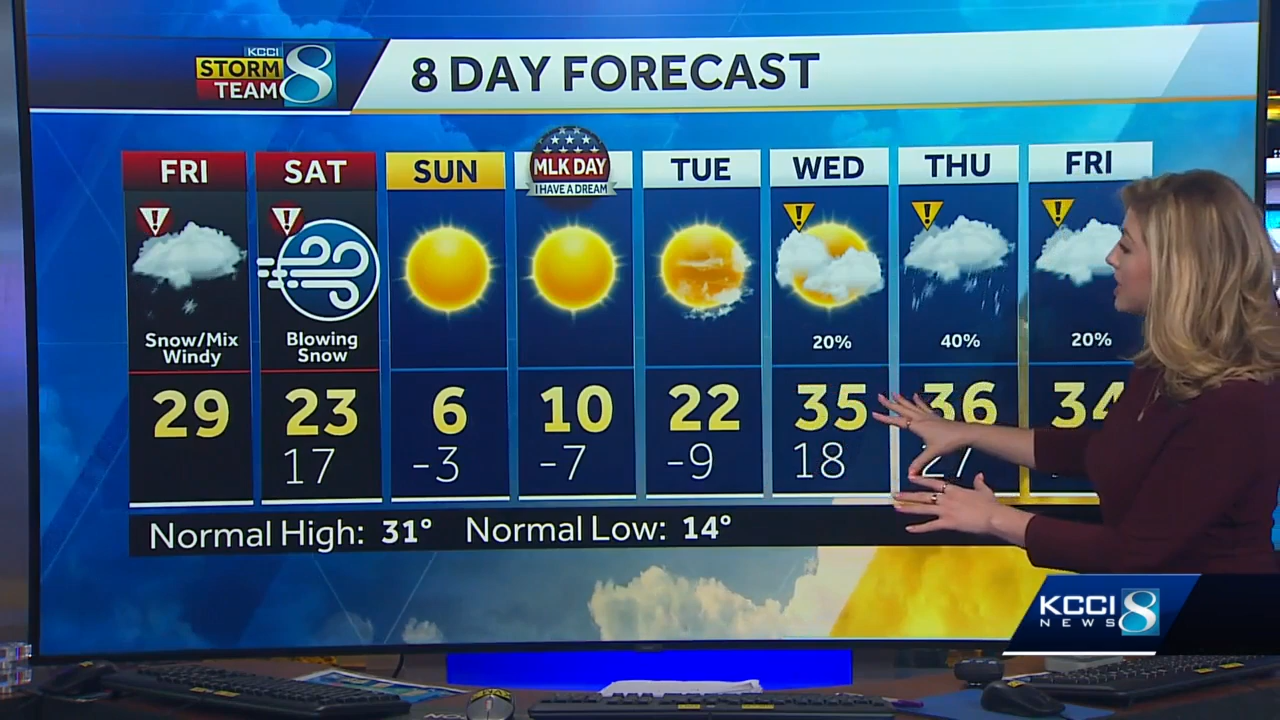 KCCI
STORM
TEAM
8
8 DAY FORECAST
FRI
SAT
SUN
MLK DAY
I HAVE A DREAM
TUE
WED
THU
FRI
!
!
!
!
!
Snow/Mix
Windy
Blowing
Snow
20%
40%
20%
29
23
6
10
22
35
36
34
17
-3
-7
-9
18
27
Normal High: 31° Normal Low: 14°
KCCI 8
NEWS